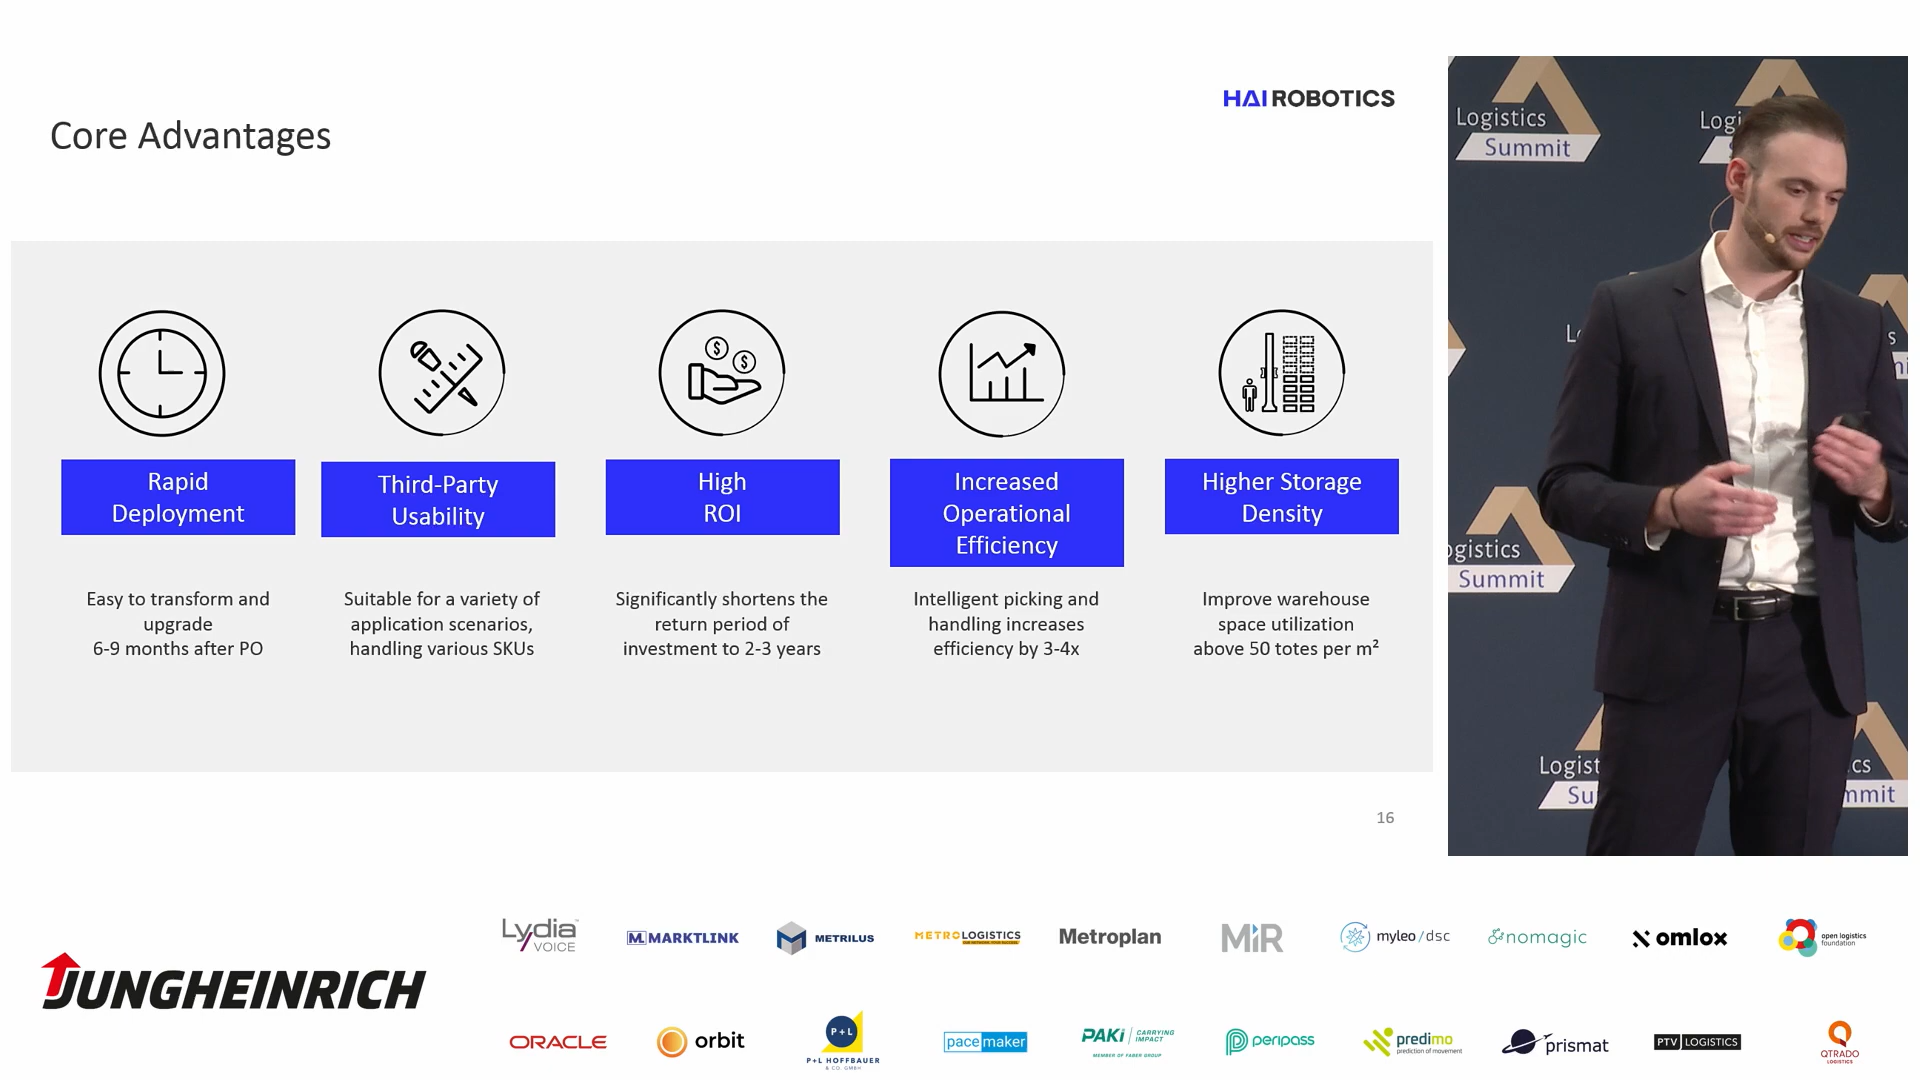 HAI ROBOTICS
Core Advantages
Rapid
Deployment
Easy to transform and
upgrade
6-9 months after PO
Third-Party
Usability
Suitable for a variety of
application scenarios,
handling various SKUs
High
ROI
Significantly shortens the
return period of
investment to 2-3 years
Increased
Operational
Efficiency
Intelligent picking and
handling increases
efficiency by 3-4x
Higher Storage
Density
Improve warehouse
space utilization
above 50 totes per m²
16
Logistics
Summit
Logi
ogistics
Summit
Logist
Su
cs
mmit
JUNGHEINRICH
Lydia
VOICE
MARKTLINK
METRILUS
METROLOGISTICS
Metroplan
MiR
myleo/dsc
nomagic
omlox
open logistics
foundation
ORACLE
orbit
P+L
P+L HOFFBAUER
& CO. GMBH
pacemaker
PAKi CARRYING
IMPACT
MEMBER OF FABER GROUP
peripass
predimo
prediction of movement
prismat
PTV LOGISTICS
QTRADO
LOGISTICS